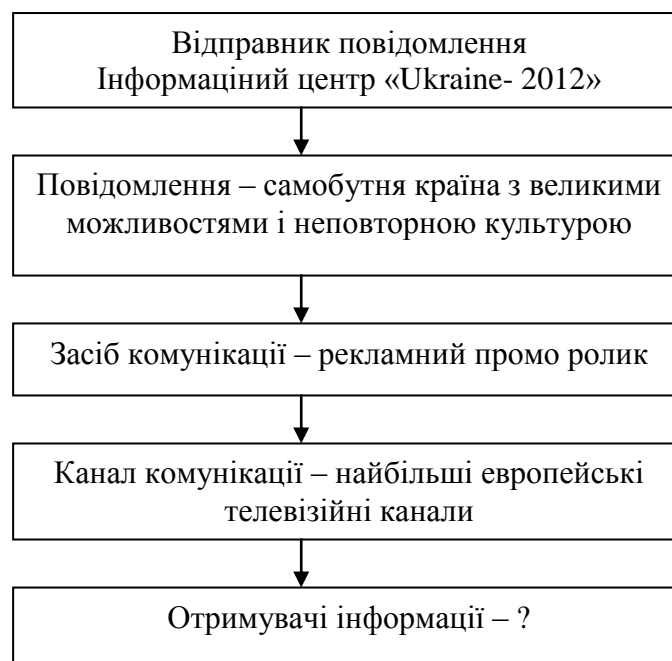 Відправник повідомлення
Інформаціний центр «Ukraine- 2012»
Повідомлення – самобутня країна з великими
можливостями і неповторною культурою
Засіб комунікації – рекламний промо ролик
Канал комунікації – найбільші европейські
телевізійні канали
Отримувачі інформації – ?